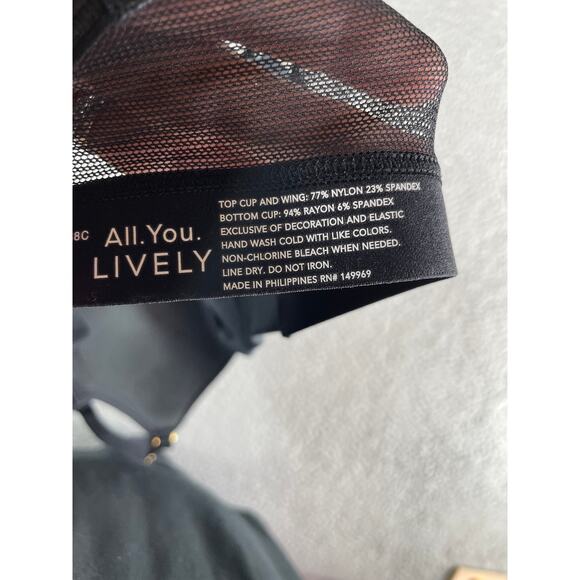 8C
All.You.
LIVELY
TOP CUP AND WING: 77% NYLON 23% SPANDEX
BOTTOM CUP: 94% RAYON 6% SPANDEX
EXCLUSIVE OF DECORATION AND ELASTIC
HAND WASH COLD WITH LIKE COLORS.
NON-CHLORINE BLEACH WHEN NEEDED.
LINE DRY. DO NOT IRON.
MADE IN PHILIPPINES RN# 149969